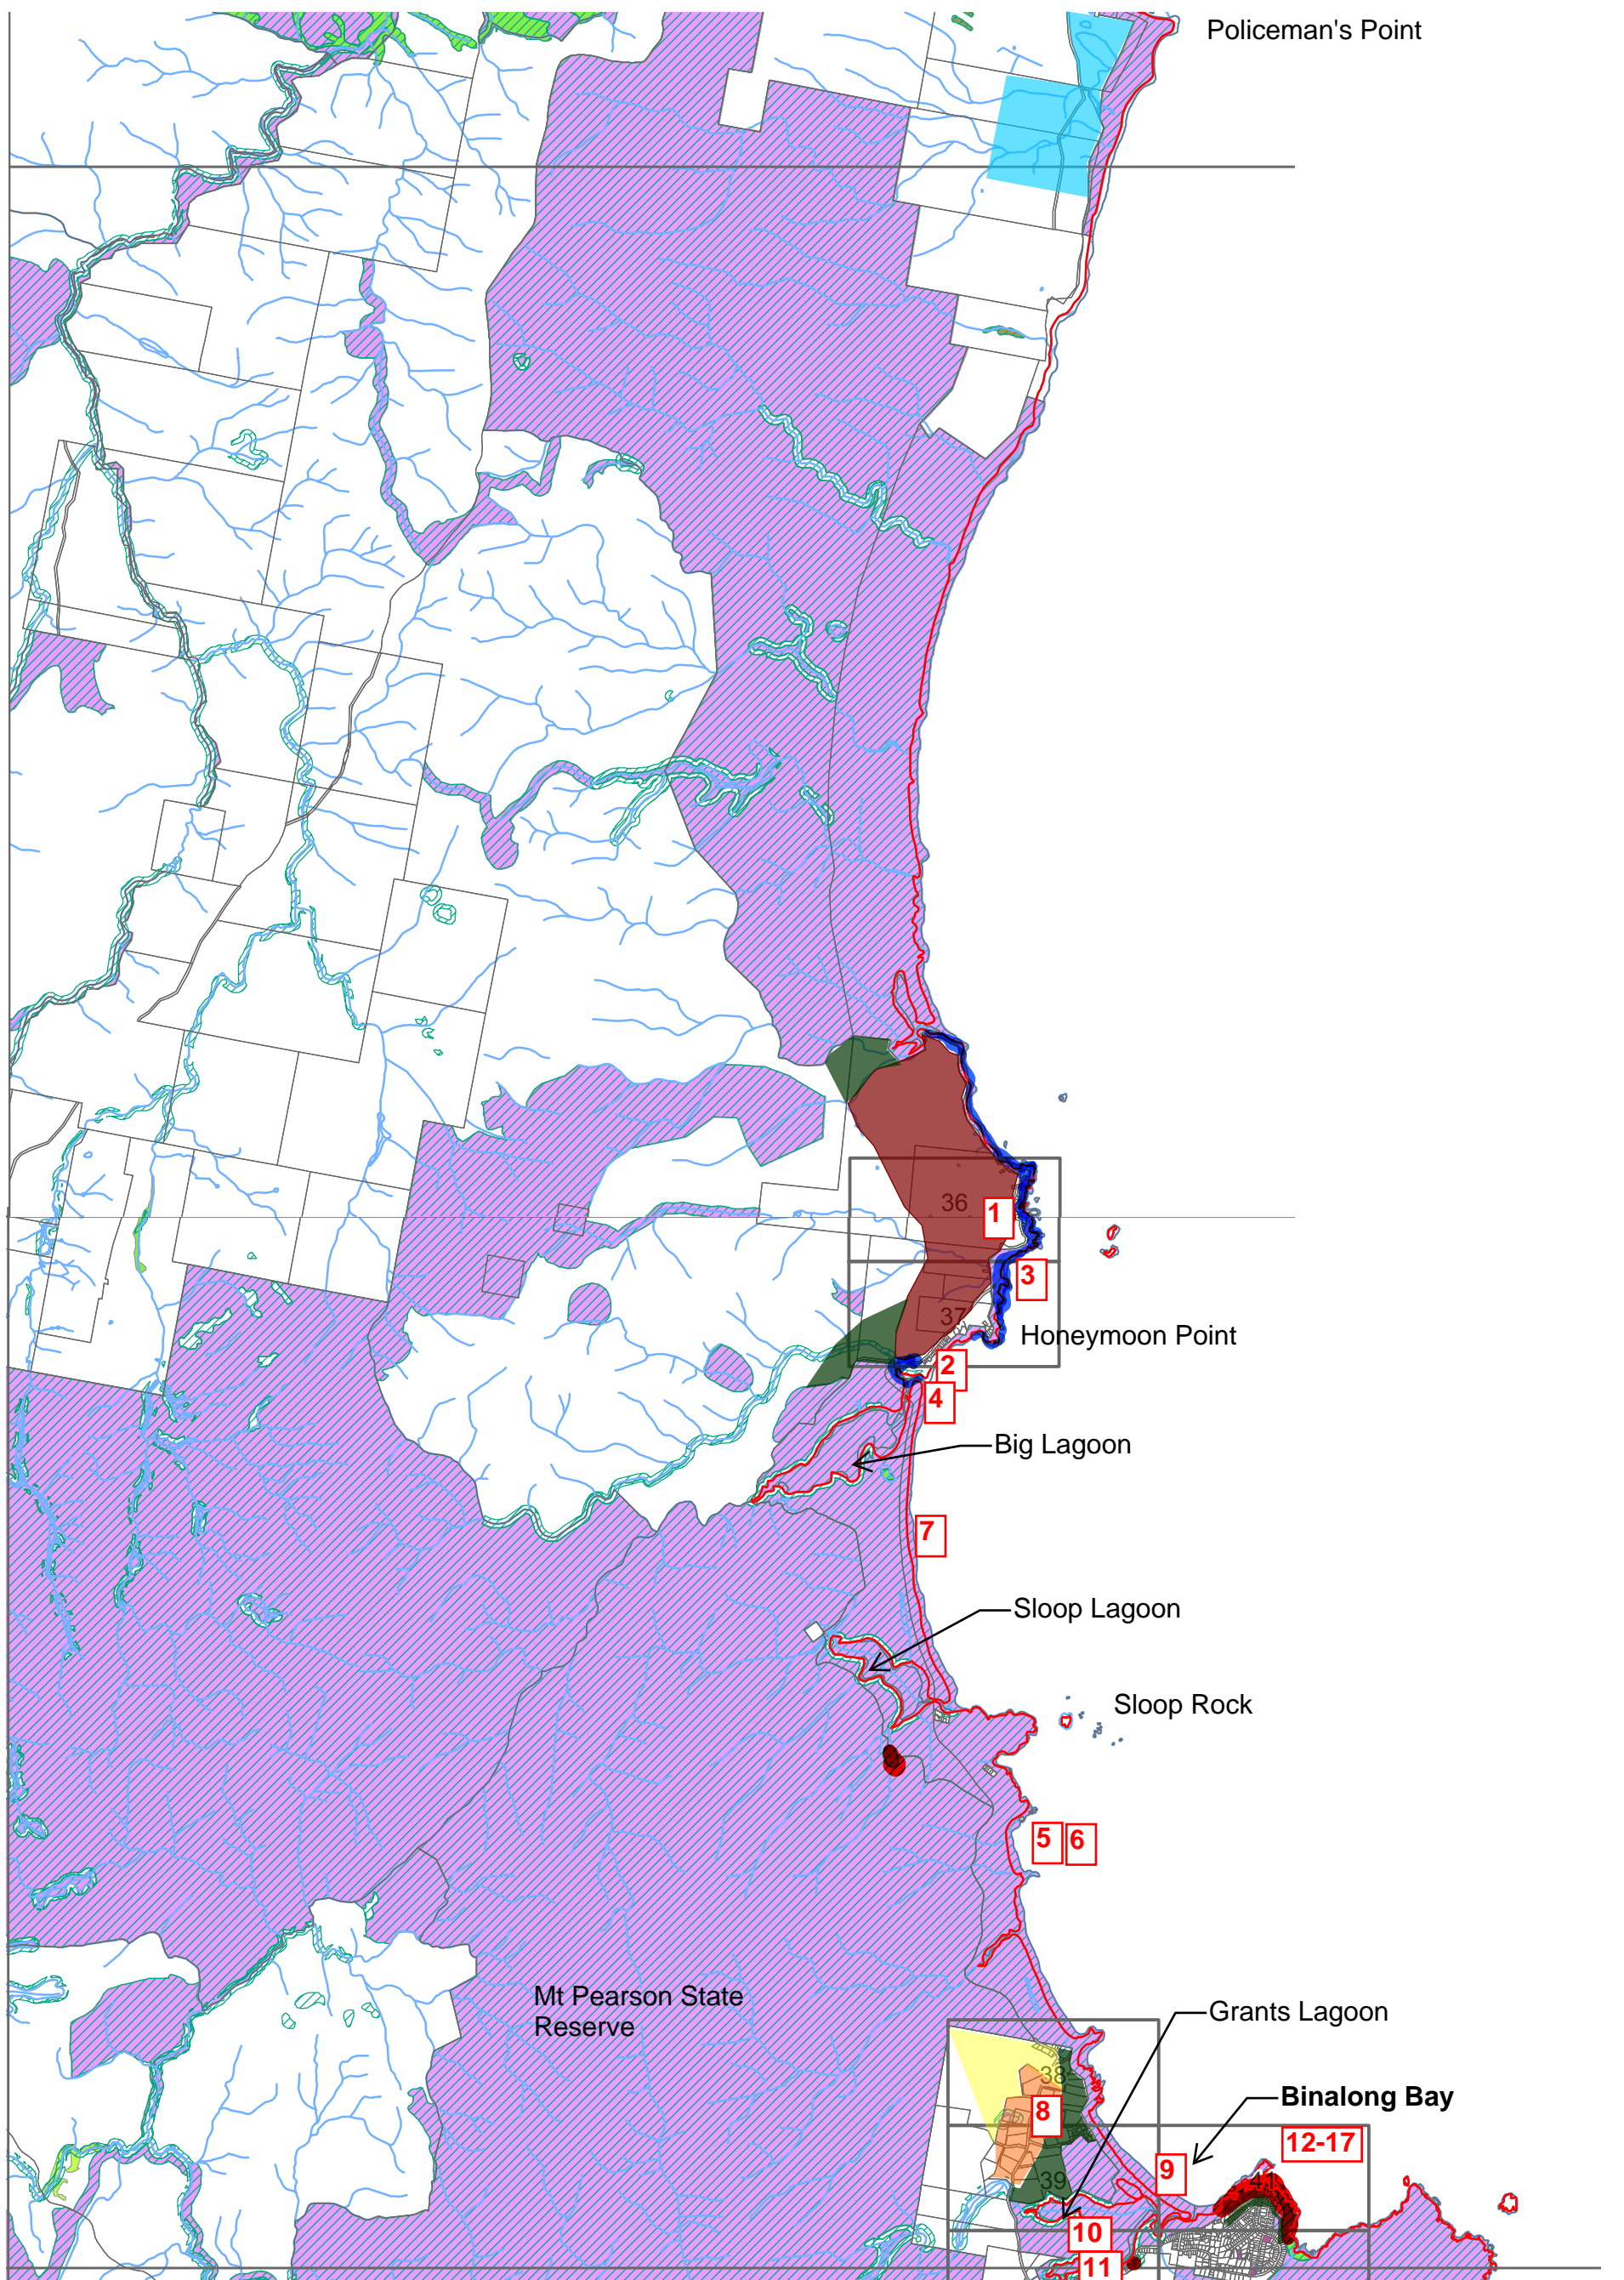 Policeman's Point
36
1
3
37
Honeymoon Point
2
4
Big Lagoon
7
Sloop Lagoon
Sloop Rock
5
6
Mt Pearson State
Reserve
Grants Lagoon
38
8
Binalong Bay
12-17
9
39
41
10
11